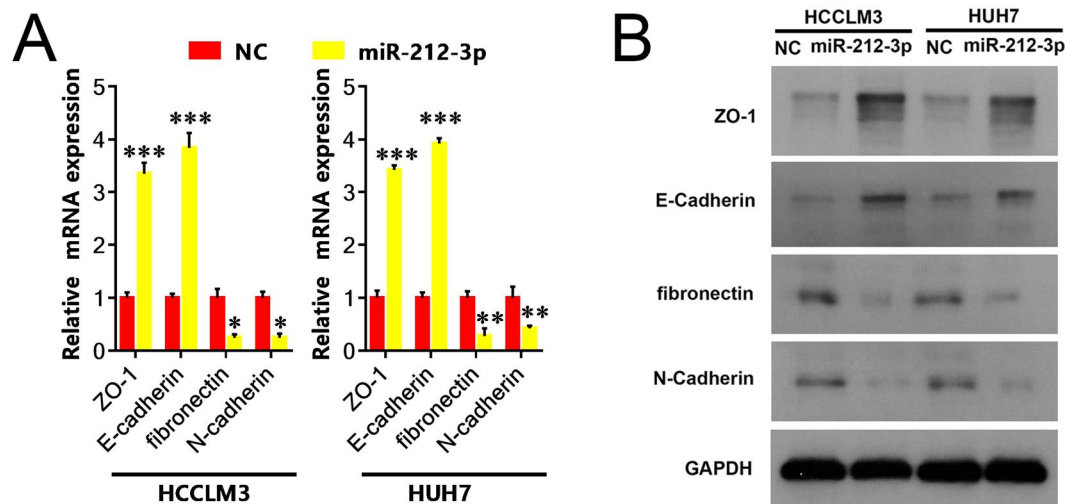 A
NC miR-212-3p
Relative mRNA expression
5
4
3
2
1
0
*** *** * *
ZO-1 E-cadherin fibronectin N-cadherin
HCCLM3
Relative mRNA expression
5
4
3
2
1
0
*** *** ** **
ZO-1 E-cadherin fibronectin N-cadherin
HUH7
B
HCCLM3 HUH7
NC miR-212-3p NC miR-212-3p
ZO-1
E-Cadherin
fibronectin
N-Cadherin
GAPDH